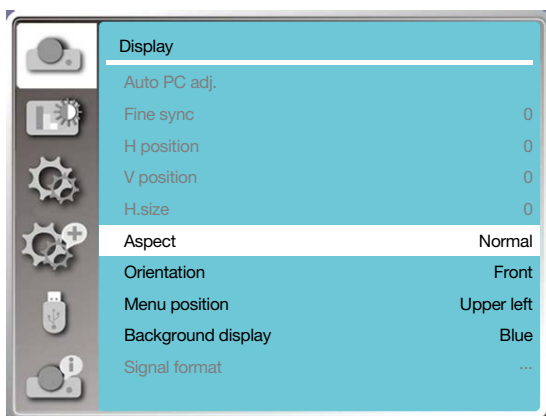 Display
Auto PC adj.
Fine sync 0
H position 0
V position 0
H.size 0
Aspect Normal
Orientation Front
Menu position Upper left
Background display Blue
Signal format ...